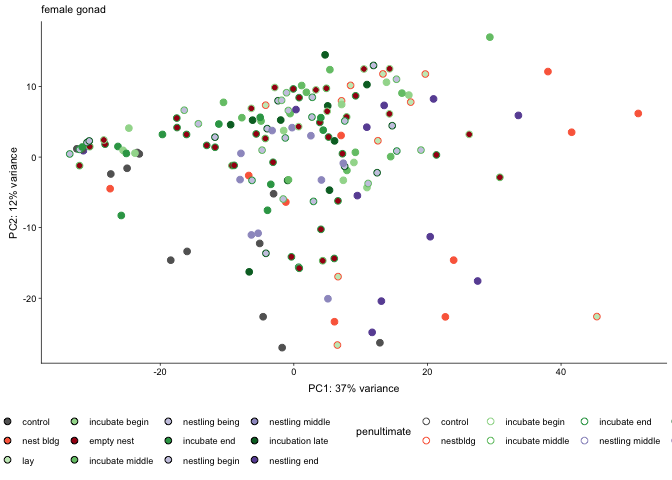 female gonad
10
0
-10
-20
PC2: 12% variance
-20 0 20 40
PC1: 37% variance
control incubate begin nestling being nestling middle penultimate control incubate begin incubate end
nest bldg empty nest incubate end incubation late nestbldg incubate middle nestling middle
lay incubate middle nestling begin nestling end